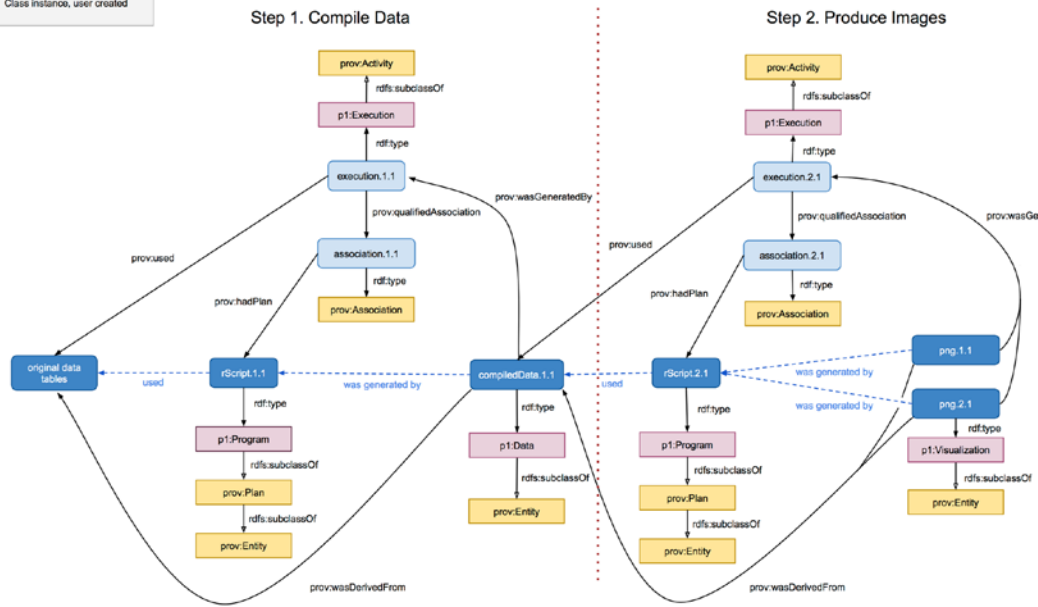 Class instance, user created
Step 1. Compile Data
Step 2. Produce Images
prov:Activity
rdfs:subclassOf
p1:Execution
rdf:type
execution.1.1
prov:wasGeneratedBy
prov:qualifiedAssociation
prov:used
association.1.1
rdf:type
prov:hadPlan
prov:Association
original data
tables
used
rScript.1.1
was generated by
compiledData.1.1
rdf:type
p1:Program
rdfs:subclassOf
prov:Plan
rdfs:subclassOf
prov:Entity
rdf:type
p1:Data
rdfs:subclassOf
prov:Entity
prov:wasDerivedFrom
prov:Activity
rdfs:subclassOf
p1:Execution
rdf:type
execution.2.1
prov:wasGe
prov:qualifiedAssociation
prov:used
association.2.1
rdf:type
prov:hadPlan
prov:Association
used
rScript.2.1
was generated by
was generated by
png.1.1
png.2.1
rdf:type
p1:Program
rdfs:subclassOf
prov:Plan
rdfs:subclassOf
prov:Entity
rdf:type
p1:Visualization
rdfs:subclassOf
prov:Entity
prov:wasDerivedFrom